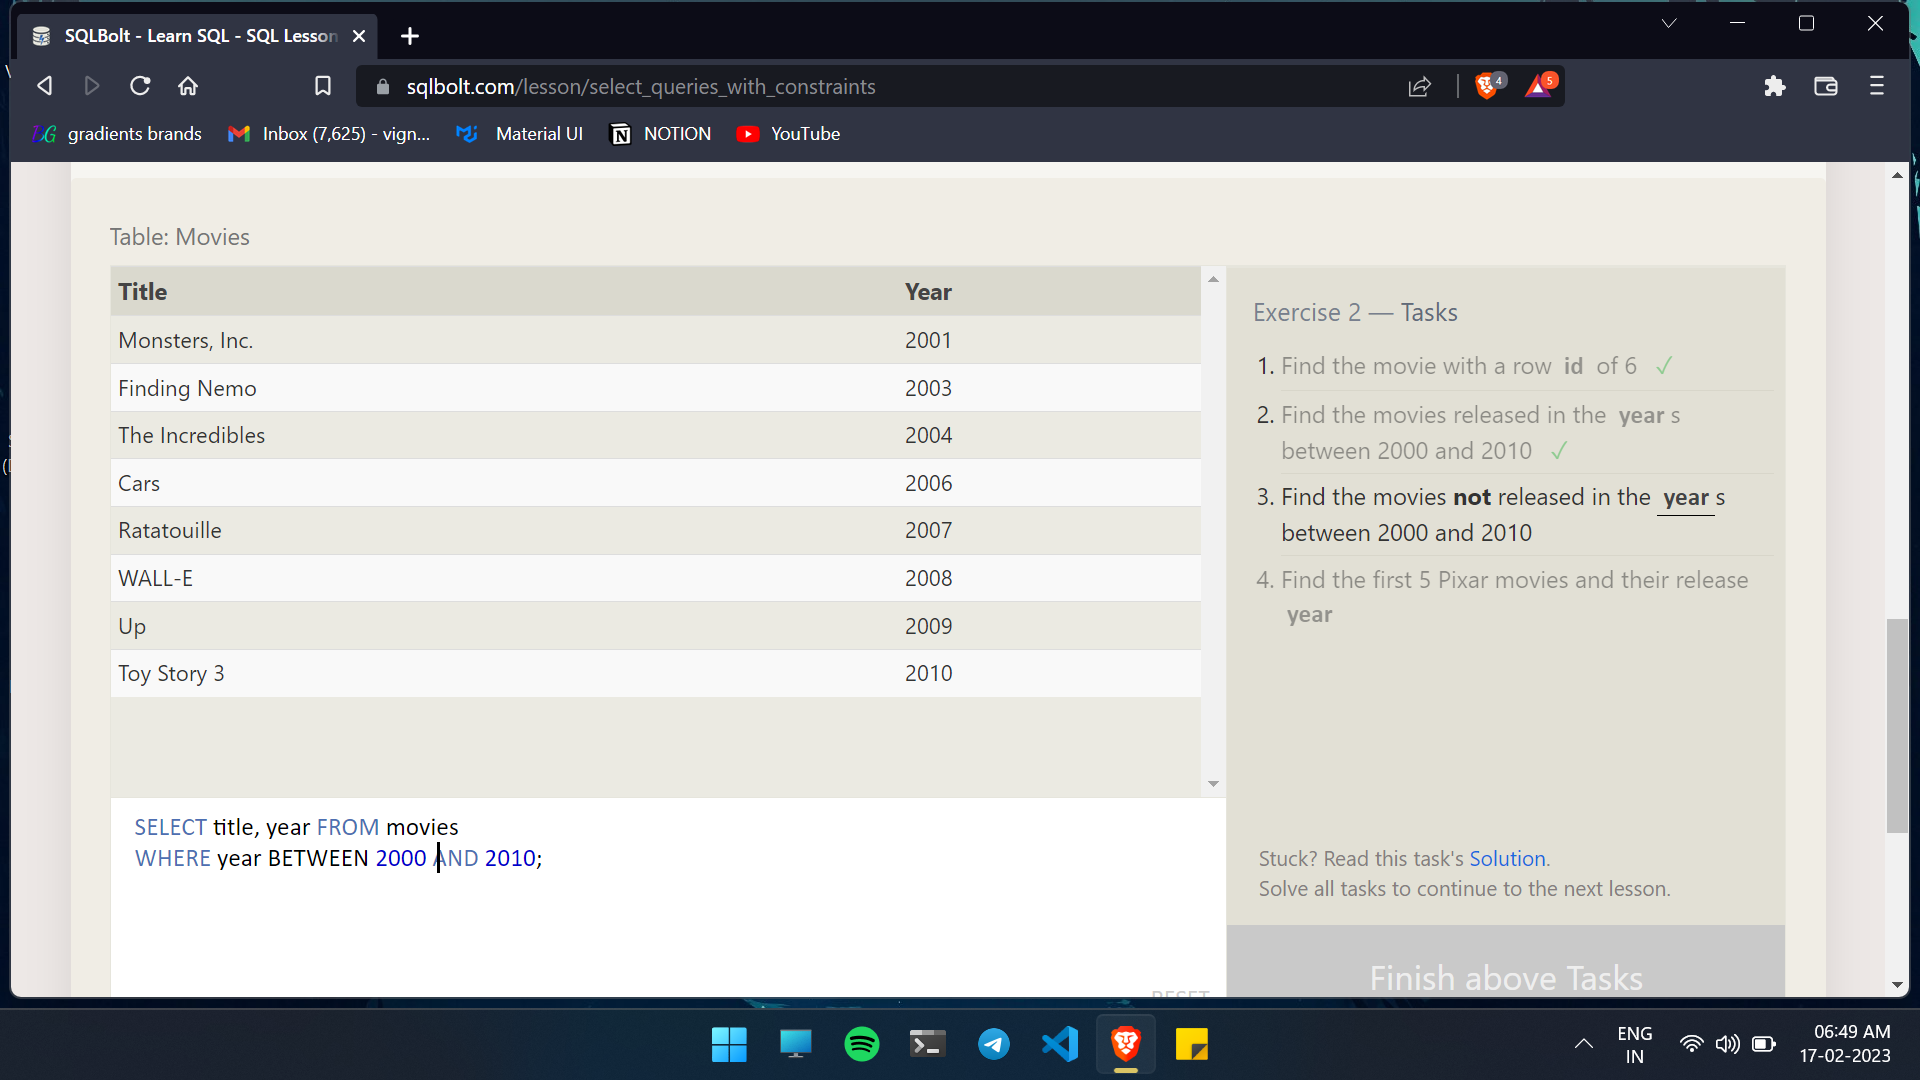 SQLBolt - Learn SQL - SQL Lesson
sqlbolt.com/lesson/select_queries_with_constraints
4
5
gradients brands
Inbox (7,625) - vign...
Material UI
NOTION
YouTube
Table: Movies
Title Year
Monsters, Inc. 2001
Finding Nemo 2003
The Incredibles 2004
Cars 2006
Ratatouille 2007
WALL-E 2008
Up 2009
Toy Story 3 2010
SELECT title, year FROM movies
WHERE year BETWEEN 2000 AND 2010;
RESET
Exercise 2 — Tasks
1. Find the movie with a row id of 6 ✓
2. Find the movies released in the year s
between 2000 and 2010 ✓
3. Find the movies not released in the year s
between 2000 and 2010
4. Find the first 5 Pixar movies and their release
year
Stuck? Read this task's Solution.
Solve all tasks to continue to the next lesson.
Finish above Tasks
ENG
IN
06:49 AM
17-02-2023